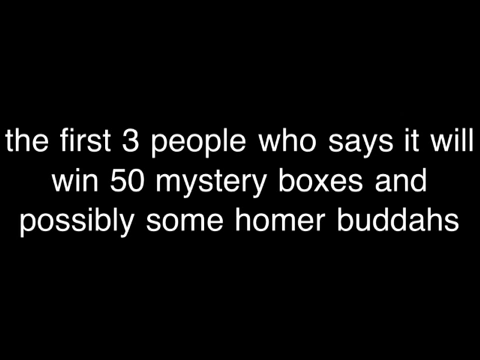 the first 3 people who says it will
win 50 mystery boxes and
possibly some homer buddahs